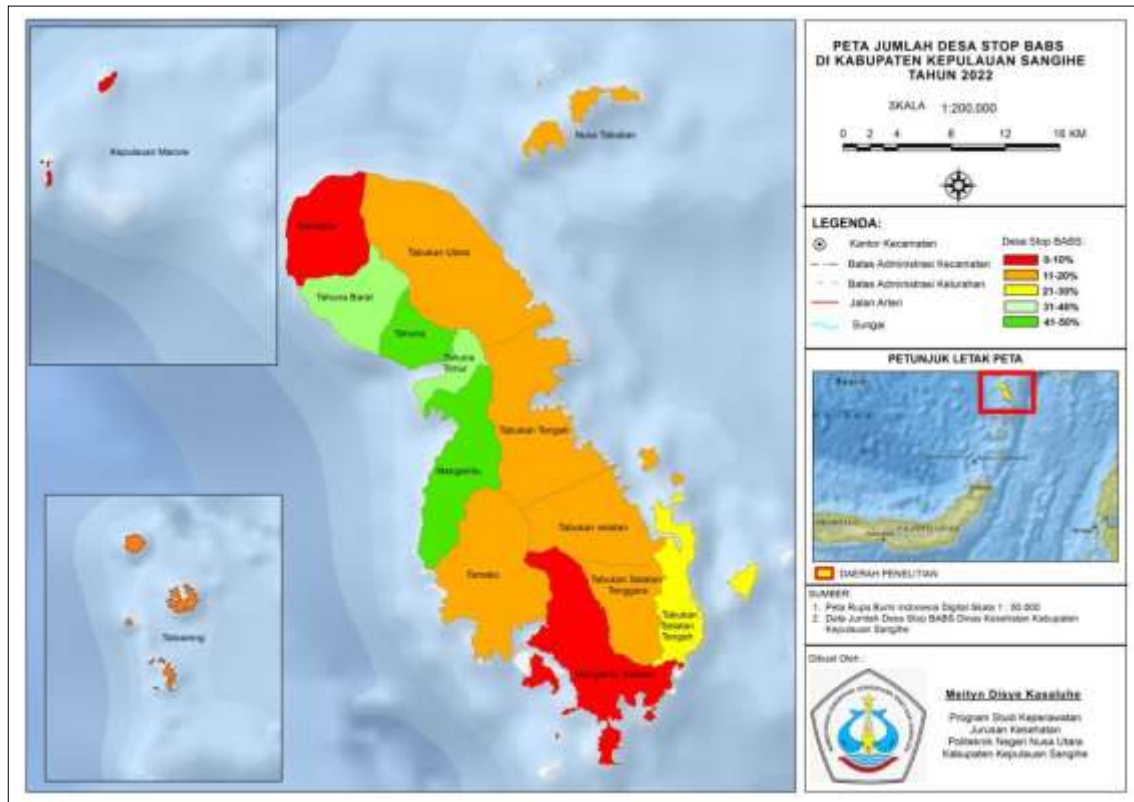 PETA JUMLAH DESA STOP BABS
DI KABUPATEN KEPULAUAN SANGIHE
TAHUN 2022
SKALA 1:200.000
0 2 4 8 12 16 KM
LEGENDA:
Kantor Kecamatan
Batas Administrasi Kecamatan
Batas Administrasi Kelurahan
Jalan Arteri
Sungai
Desa Stop BABS:
0-10%
11-20%
21-30%
31-40%
41-50%
PETUNJUK LETAK PETA
DAERAH PENELITIAN
SUMBER:
1. Peta Rupa Bumi Indonesia Digital Skala 1 : 50.000
2. Data Jumlah Desa Stop BABS Dinas Kesehatan Kabupaten
Kepulauan Sangihe
Dibuat Oleh :
Meityn Disye Kasaluhe
Program Studi Keperawatan
Jurusan Kesehatan
Politeknik Negeri Nusa Utara
Kabupaten Kepulauan Sangihe
Kepulauan Marore
Nusa Tabukan
Kendahe
Tabukan Utara
Tahuna Barat
Tahuna
Tahuna
Timur
Tabukan Tengah
Manganitu
Tabukan selatan
Tamako
Tabukan Selatan
Tenggara
Tabukan
Selatan
Tengah
Manganitu Selatan
Tatoareng